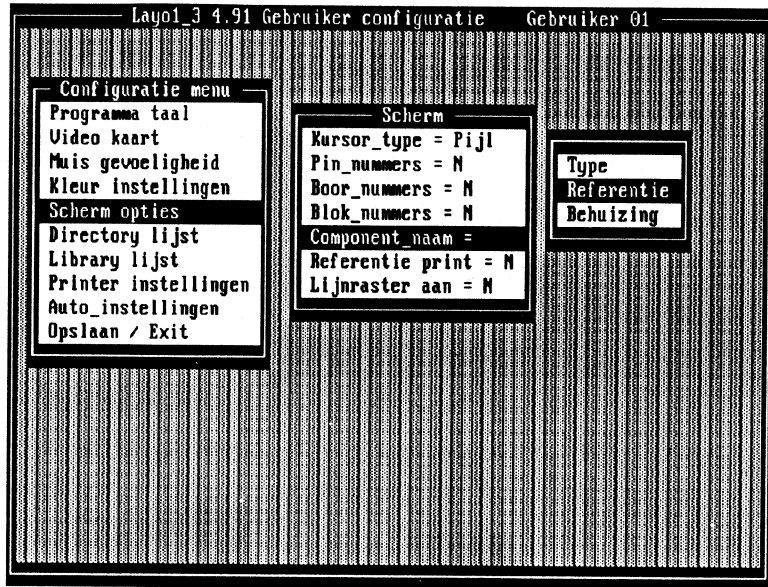 Layo1_3 4.91 Gebruiker configuratie Gebruiker 01
Configuratie menu
Programma taal
Video kaart
Muis gevoeligheid
Kleur instellingen
Scherm opties
Directory lijst
Library lijst
Printer instellingen
Auto_instellingen
Opslaan / Exit
Scherm
Kursor_type = Pijl
Pin_nummers = N
Boor_nummers = N
Blok_nummers = N
Component_naam =
Referentie print = N
Lijnraster aan = N
Type
Referentie
Behuizing